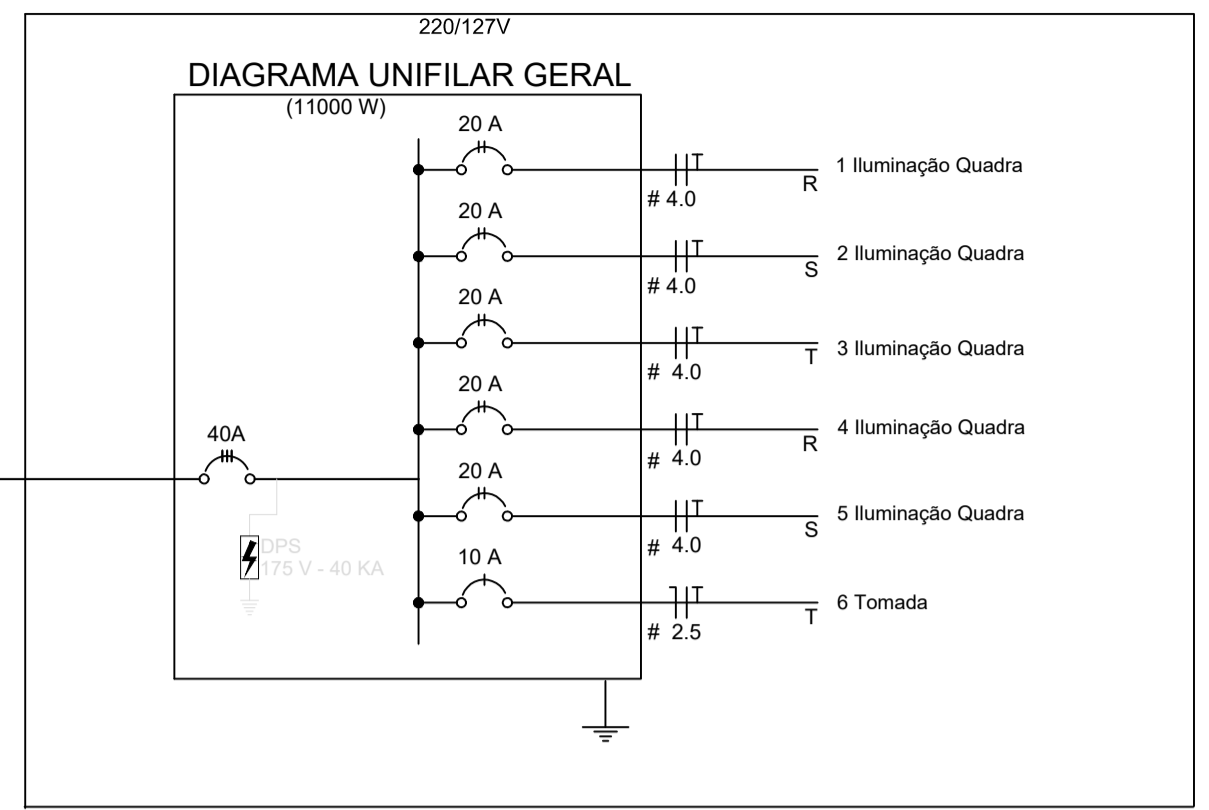 220/127V
DIAGRAMA UNIFILAR GERAL
(11000 W)
20 A
T
1 Iluminação Quadra
R
# 4.0
20 A
T
2 Iluminação Quadra
S
# 4.0
20 A
T
3 Iluminação Quadra
T
# 4.0
20 A
T
4 Iluminação Quadra
R
# 4.0
40A
20 A
T
5 Iluminação Quadra
S
# 4.0
DPS
175 V - 40 KA
10 A
T
6 Tomada
T
# 2.5